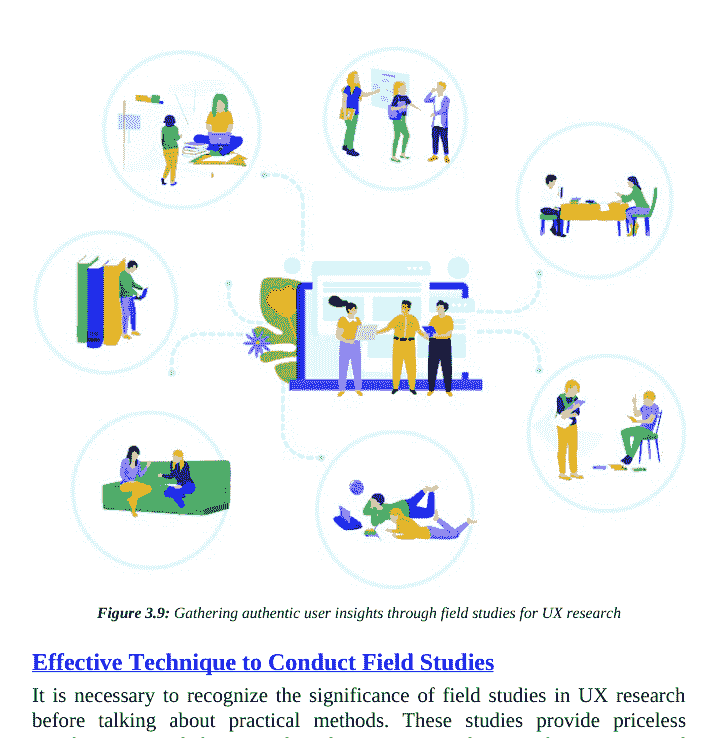 Figure 3.9: Gathering authentic user insights through field studies for UX research
Effective Technique to Conduct Field Studies
It is necessary to recognize the significance of field studies in UX research
before talking about practical methods. These studies provide priceless